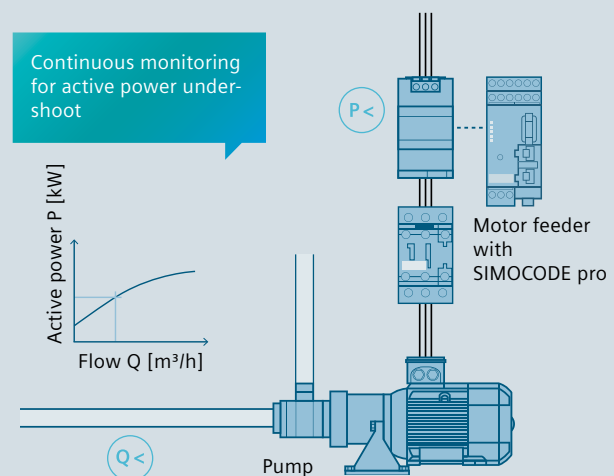 Continuous monitoring
for active power under-
shoot
P<
Motor feeder
with
SIMOCODE pro
Active power P [kW]
Flow Q [m³/h]
Q<
Pump